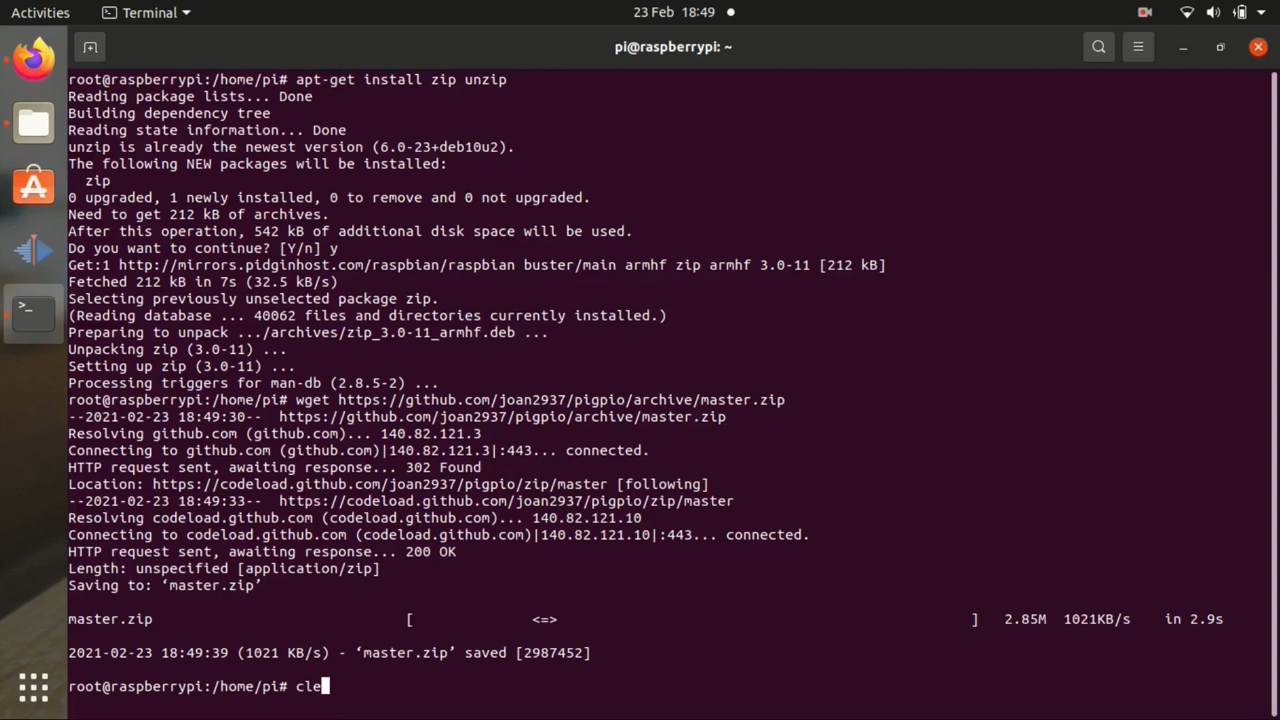 Activities
Terminal
23 Feb 18:49
pi@raspberrypi: ~
root@raspberrypi:/home/pi# apt-get install zip unzip
Reading package lists... Done
Building dependency tree
Reading state information... Done
unzip is already the newest version (6.0-23+deb10u2).
The following NEW packages will be installed:
  zip
0 upgraded, 1 newly installed, 0 to remove and 0 not upgraded.
Need to get 212 kB of archives.
After this operation, 542 kB of additional disk space will be used.
Do you want to continue? [Y/n] y
Get:1 http://mirrors.pidginhost.com/raspbian/raspbian buster/main armhf zip armhf 3.0-11 [212 kB]
Fetched 212 kB in 7s (32.5 kB/s)
Selecting previously unselected package zip.
(Reading database ... 40062 files and directories currently installed.)
Preparing to unpack .../archives/zip_3.0-11_armhf.deb ...
Unpacking zip (3.0-11) ...
Setting up zip (3.0-11) ...
Processing triggers for man-db (2.8.5-2) ...
root@raspberrypi:/home/pi# wget https://github.com/joan2937/pigpio/archive/master.zip
--2021-02-23 18:49:30--  https://github.com/joan2937/pigpio/archive/master.zip
Resolving github.com (github.com)... 140.82.121.3
Connecting to github.com (github.com)|140.82.121.3|:443... connected.
HTTP request sent, awaiting response... 302 Found
Location: https://codeload.github.com/joan2937/pigpio/zip/master [following]
--2021-02-23 18:49:33--  https://codeload.github.com/joan2937/pigpio/zip/master
Resolving codeload.github.com (codeload.github.com)... 140.82.121.10
Connecting to codeload.github.com (codeload.github.com)|140.82.121.10|:443... connected.
HTTP request sent, awaiting response... 200 OK
Length: unspecified [application/zip]
Saving to: ‘master.zip’
master.zip [ <=> ] 2.85M 1021KB/s in 2.9s
2021-02-23 18:49:39 (1021 KB/s) - ‘master.zip’ saved [2987452]
root@raspberrypi:/home/pi# cle